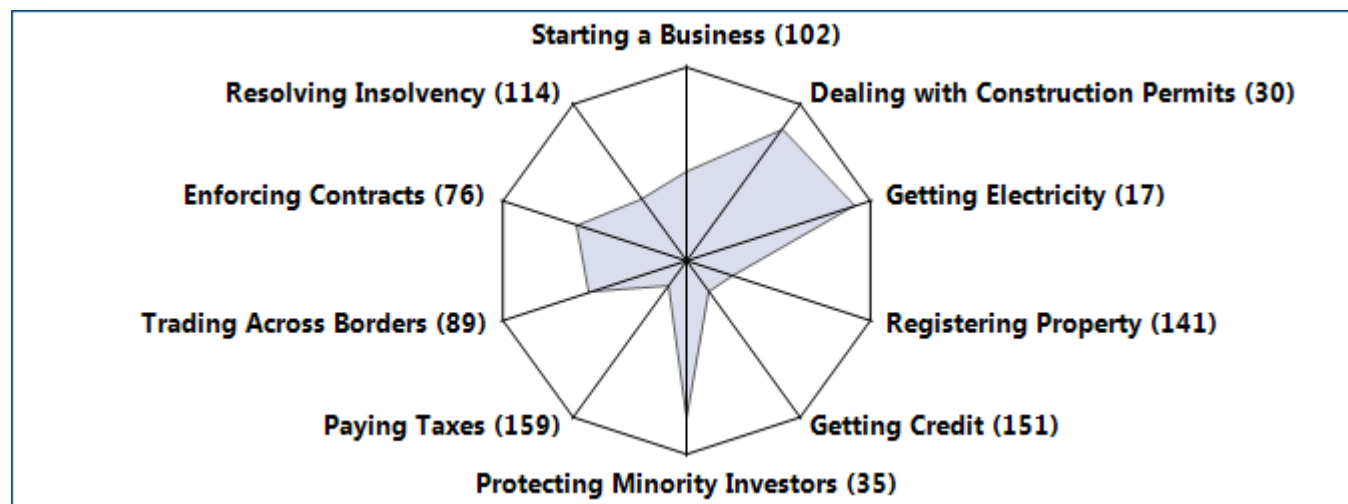 Starting a Business (102)
Resolving Insolvency (114)
Dealing with Construction Permits (30)
Enforcing Contracts (76)
Getting Electricity (17)
Trading Across Borders (89)
Registering Property (141)
Paying Taxes (159)
Getting Credit (151)
Protecting Minority Investors (35)